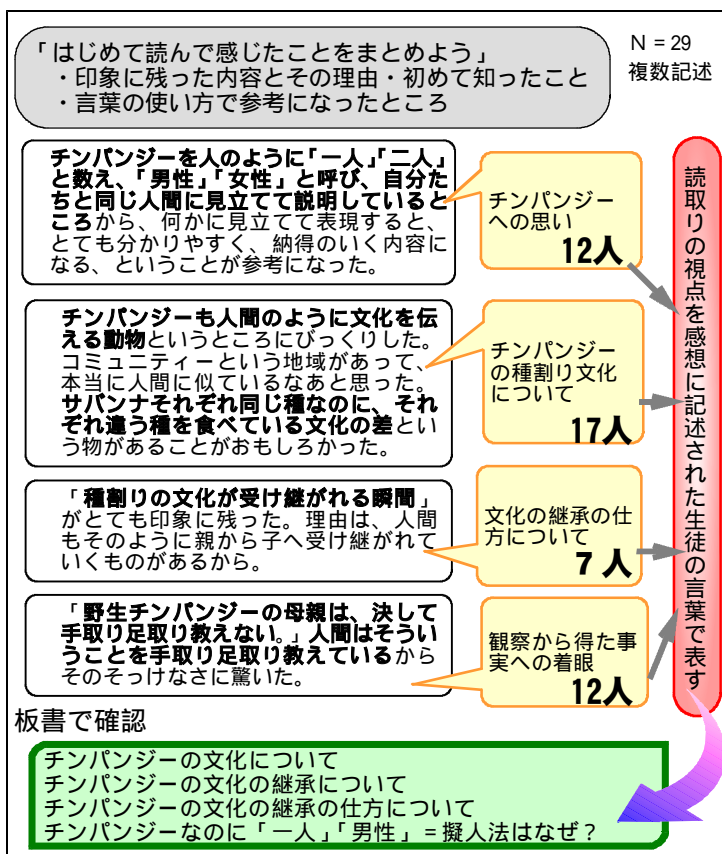 「はじめて読んで感じたことをまとめよう」
・印象に残った内容とその理由・初めて知ったこと
・言葉の使い方で参考になったところ
N = 29
複数記述
チンパンジーを人のように「一人」「二人」
と数え、「男性」「女性」と呼び、自分た
ちと同じ人間に見立てて説明していると
ころから、何かに見立てて表現すると、
とても分かりやすく、納得のいく内容に
なる、ということが参考になった。
チンパンジー
への思い
12人
チンパンジーも人間のように文化を伝
える動物というところにびっくりした。
コミュニティーという地域があって、
本当に人間に似ているなあと思った。
サバンナそれぞれ同じ種なのに、それ
ぞれ違う種を食べている文化の差とい
う物があることがおもしろかった。
チンパンジー
の種割り文化
について
17人
「種割りの文化が受け継がれる瞬間」
がとても印象に残った。理由は、人間
もそのように親から子へ受け継がれて
いくものがあるから。
文化の継承の仕
方について
7人
「野生チンパンジーの母親は、決して
手取り足取り教えない。」人間はそうい
うことを手取り足取り教えているから
そのそっけなさに驚いた。
観察から得た事
実への着眼
12人
読取りの視点を感想に記述された生徒の言葉で表す
板書で確認
チンパンジーの文化について
チンパンジーの文化の継承について
チンパンジーの文化の継承の仕方について
チンパンジーなのに「一人」「男性」=擬人法はなぜ?